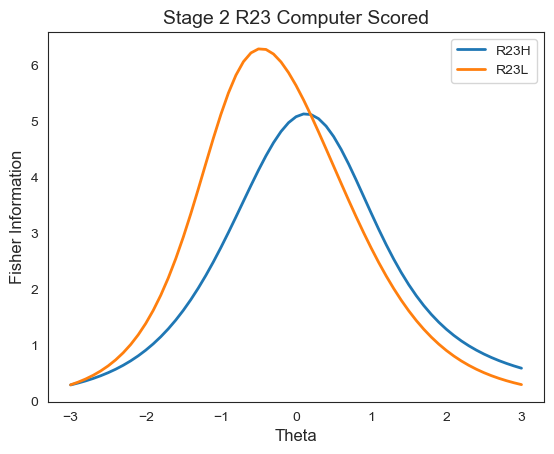 Stage 2 R23 Computer Scored
R23H
R23L
Fisher Information
6
5
4
3
2
1
0
−3 −2 −1 0 1 2 3
Theta